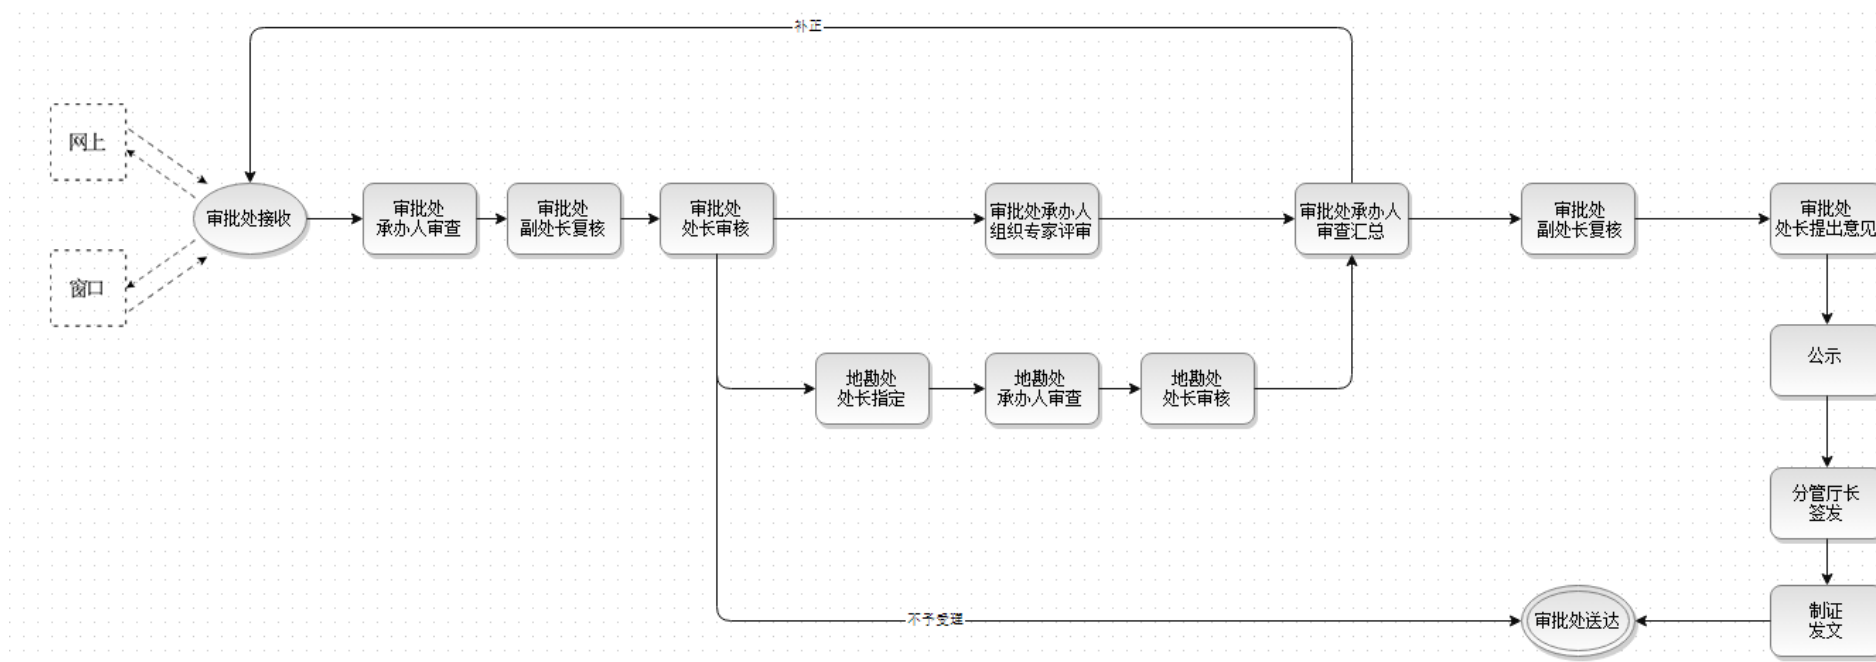 补正
网上
窗口
审批处接收
审批处
承办人审查
审批处
副处长复核
审批处
处长审核
审批处承办人
组织专家评审
审批处承办人
审查汇总
审批处
副处长复核
审批处
处长提出意见
地勘处
处长指定
地勘处
承办人审查
地勘处
处长审核
公示
分管厅长
签发
不予受理
审批处送达
制证
发文